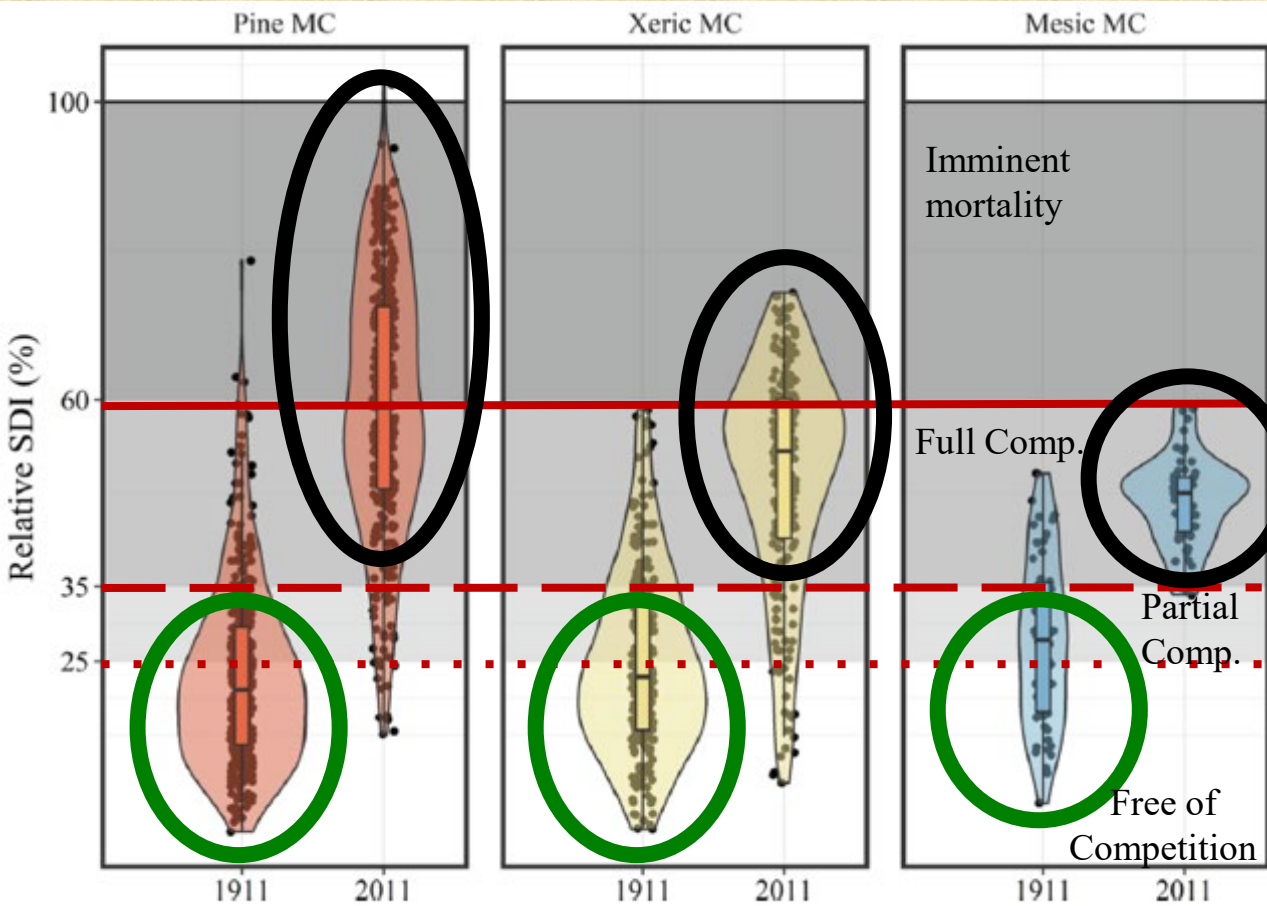 Pine MC
Xeric MC
Mesic MC
100
Imminent
mortality
Relative SDI (%)
60
Full Comp.
35
Partial
Comp.
25
Free of
Competition
1911
2011
1911
2011
1911
2011